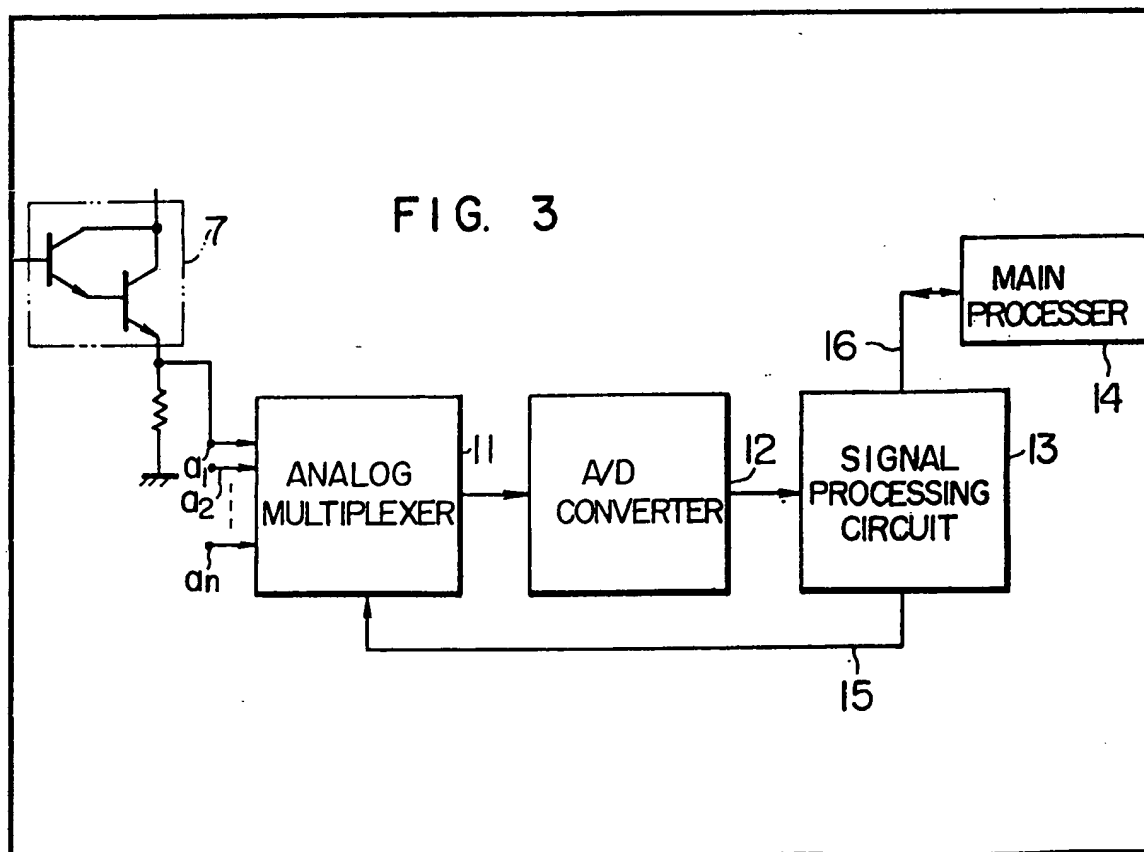 FIG. 3
7
MAIN
PROCESSER
14
16
a1
a2
an
ANALOG
MULTIPLEXER
11
A/D
CONVERTER
12
SIGNAL
PROCESSING
CIRCUIT
13
15